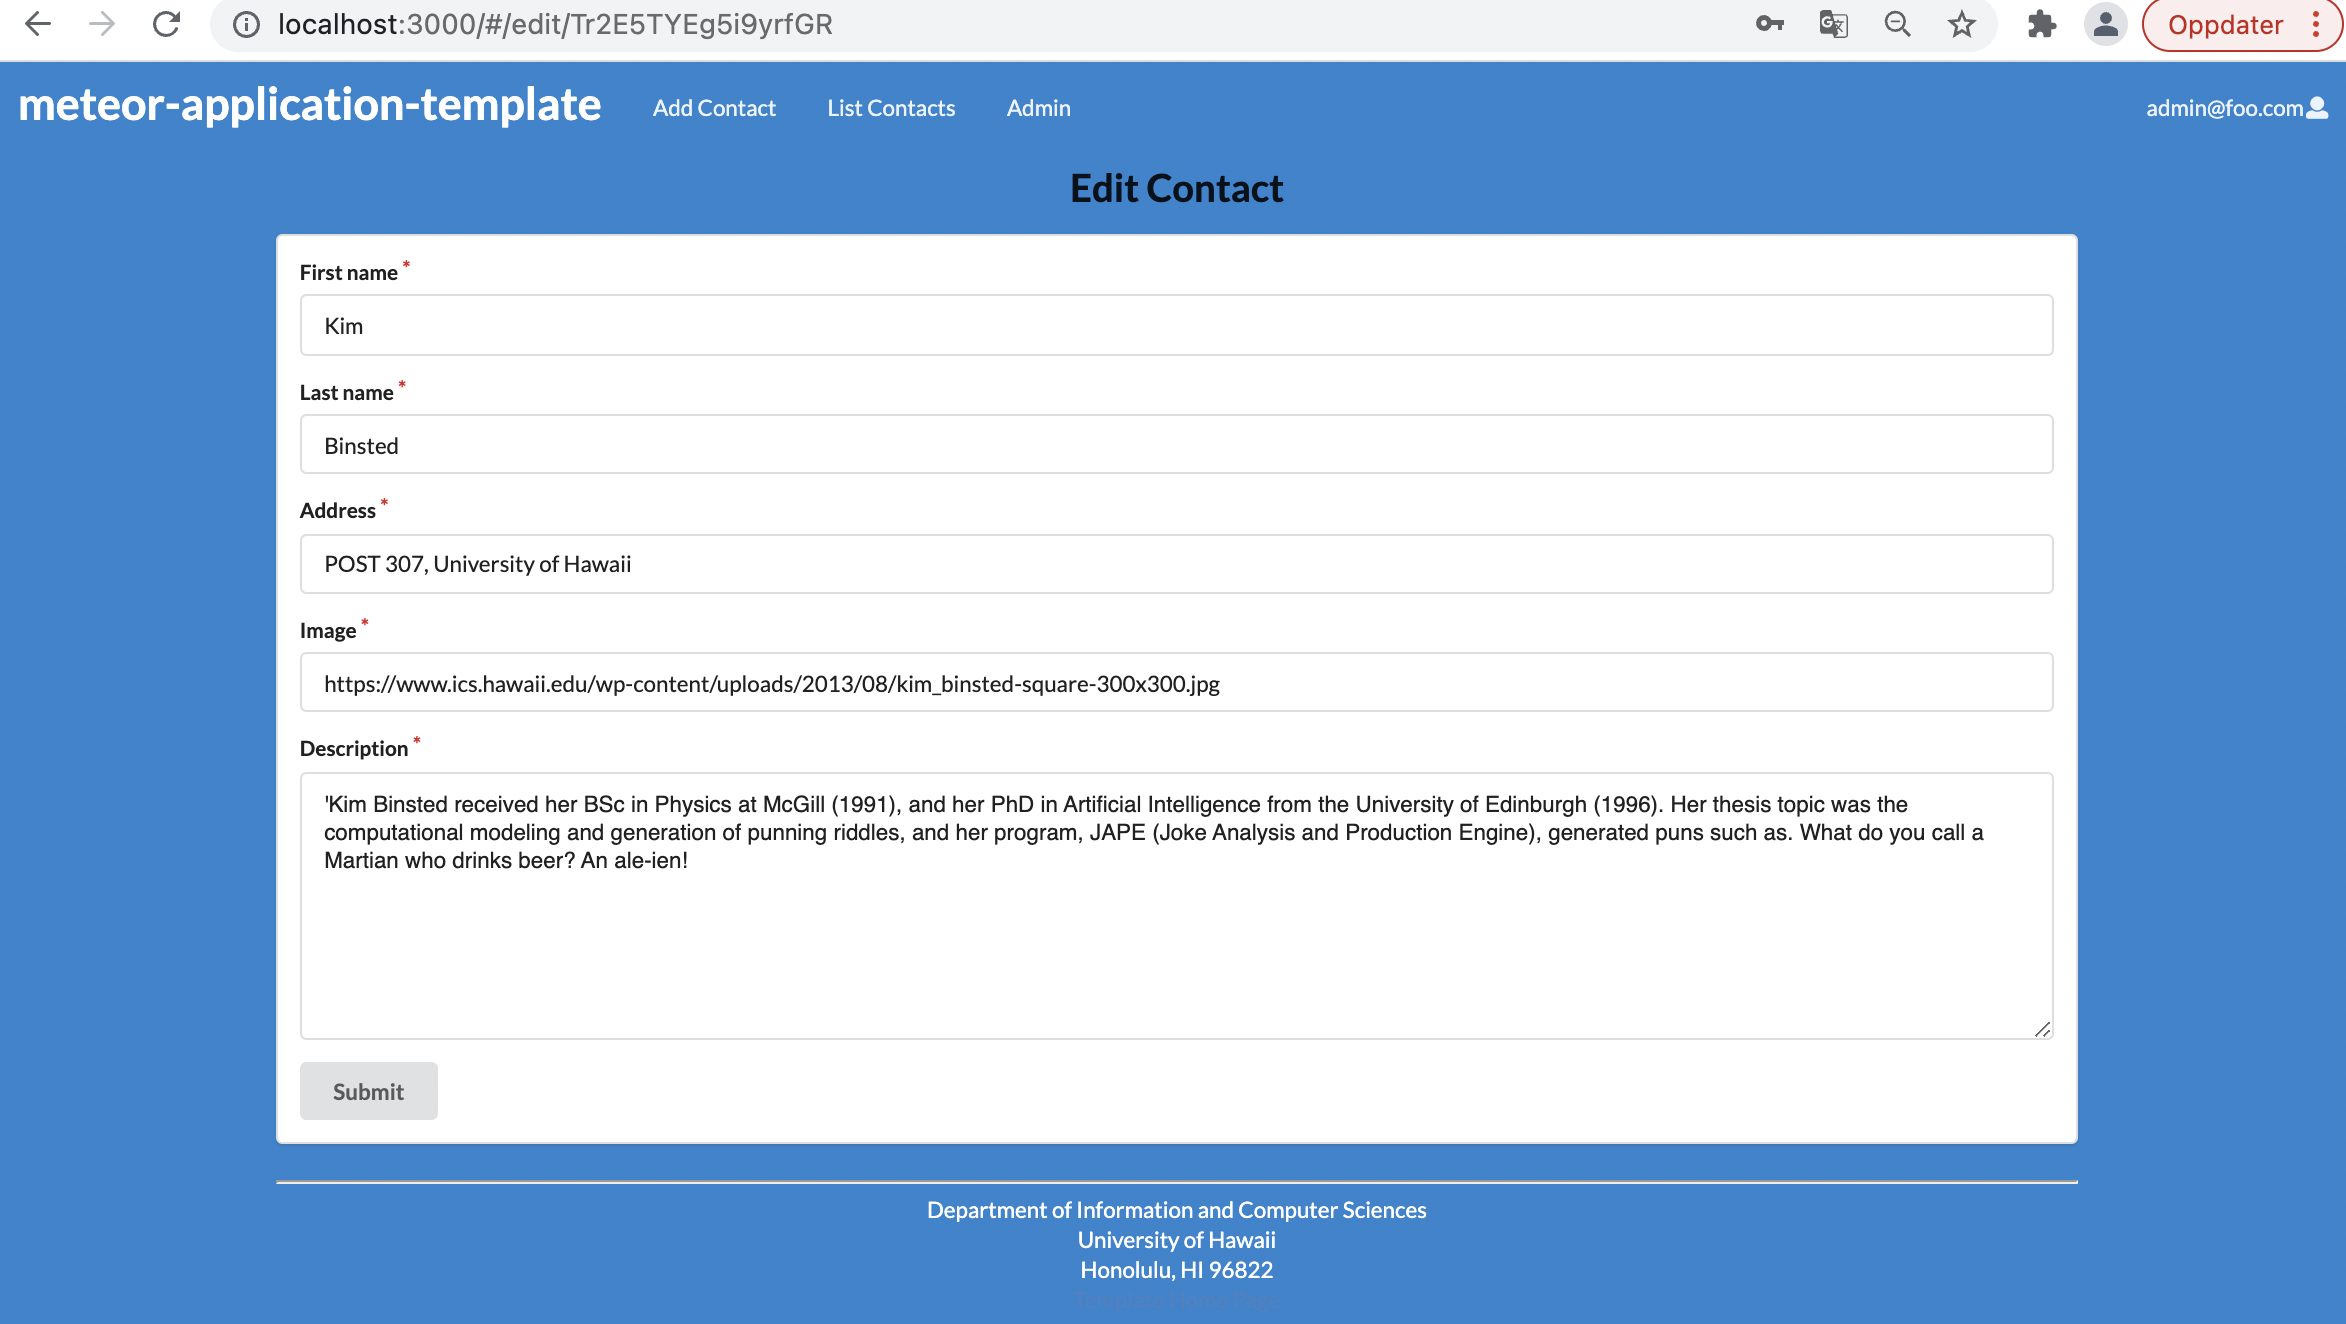 localhost:3000/#/edit/Tr2E5TYEg5i9yrfGR
Oppdater
meteor-application-template Add Contact List Contacts Admin admin@foo.com
Edit Contact
First name *
Kim
Last name *
Binsted
Address *
POST 307, University of Hawaii
Image *
https://www.ics.hawaii.edu/wp-content/uploads/2013/08/kim_binsted-square-300x300.jpg
Description *
'Kim Binsted received her BSc in Physics at McGill (1991), and her PhD in Artificial Intelligence from the University of Edinburgh (1996). Her thesis topic was the
computational modeling and generation of punning riddles, and her program, JAPE (Joke Analysis and Production Engine), generated puns such as. What do you call a
Martian who drinks beer? An ale-ien!
Submit
Department of Information and Computer Sciences
University of Hawaii
Honolulu, HI 96822
Template Home Page